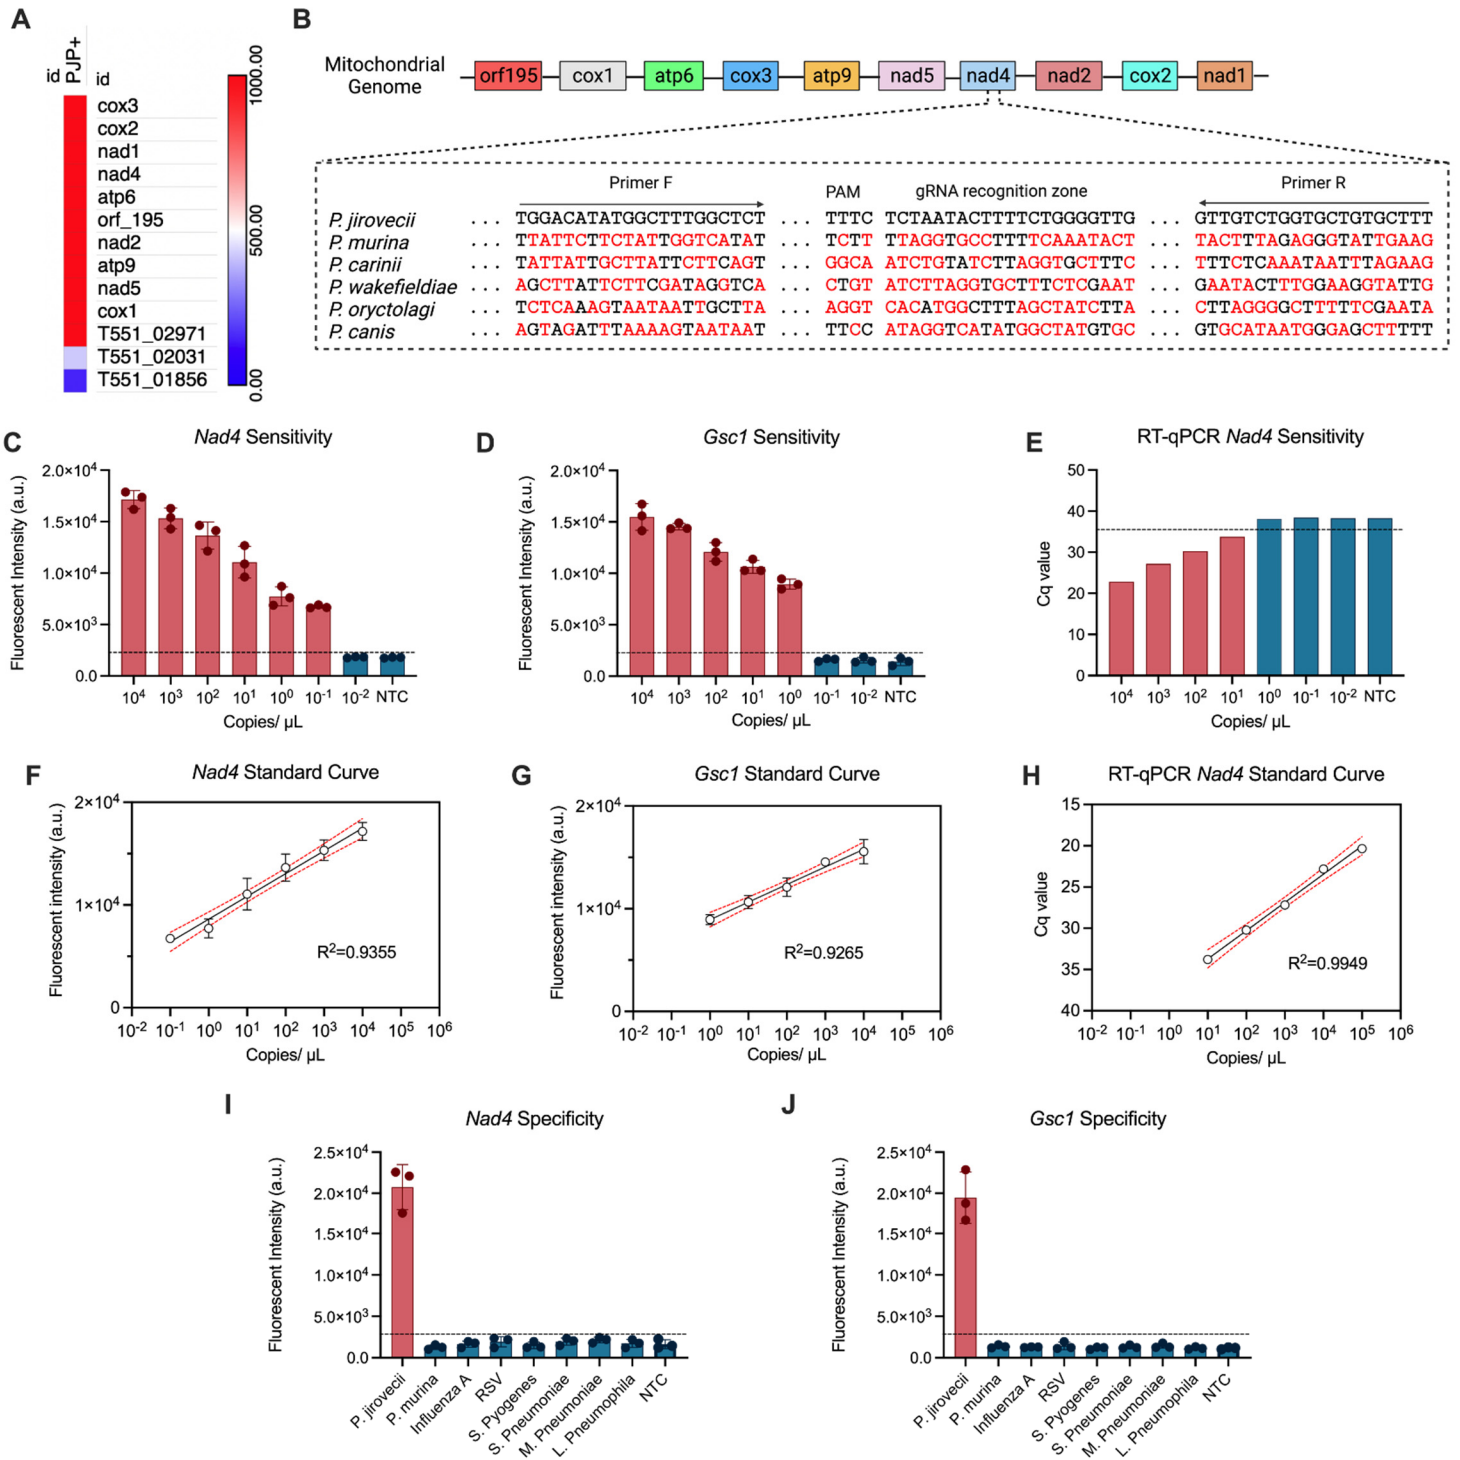 A
B
id
PJP+
id
cox3
cox2
nad1
nad4
atp6
orf_195
nad2
atp9
nad5
cox1
T551_02971
T551_02031
T551_01856
1000.00
500.00
0.00
Mitochondrial
Genome
orf195 cox1 atp6 cox3 atp9 nad5 nad4 nad2 cox2 nad1
Primer F PAM gRNA recognition zone Primer R
P. jirovecii ... TGGACATATGGCTTTGGCTCT ... TTTC TCTAATACTTTTCTGGGGTTG ... GTTGTCTGGTGCTGTGCTTT
P. murina ... TTATTCTTCTATTGGTCATAT ... TCTT TTAGGTGCCTTTTCAAATACT ... TACTTTAGAGGGTATTGAAG
P. carinii ... TATTATTGCTTATTCTTCAGT ... GGCA ATCTGTATCTTAGGTGCTTTC ... TTTCTCAAATAATTTAGAAG
P. wakefieldiae ... AGCTTATTCTTCGATAGGTCA ... CTGT ATCTTAGGTGCTTTCTCGAAT ... GAATACTTTGGAAGGTATTG
P. oryctolagi ... TCTCAAAGTAATAATTGCTTA ... AGGT CACATGGCTTTAGCTATCTTA ... CTTAGGGGCTTTTTCGAATA
P. canis ... AGTAGATTTAAAAGTAATAAT ... TTCC ATAGGTCATATGGCTATGTGC ... GTGCATAATGGGAGCTTTTT
C
Nad4 Sensitivity
Fluorescent Intensity (a.u.)
2.0×10⁴
1.5×10⁴
1.0×10⁴
5.0×10³
0.0
10⁴ 10³ 10² 10¹ 10⁰ 10⁻¹ 10⁻² NTC
Copies/ µL
D
Gsc1 Sensitivity
Fluorescent Intensity (a.u.)
2.0×10⁴
1.5×10⁴
1.0×10⁴
5.0×10³
0.0
10⁴ 10³ 10² 10¹ 10⁰ 10⁻¹ 10⁻² NTC
Copies/ µL
E
RT-qPCR Nad4 Sensitivity
Cq value
50
40
30
20
10
0
10⁴ 10³ 10² 10¹ 10⁰ 10⁻¹ 10⁻² NTC
Copies/ µL
F
Nad4 Standard Curve
Fluorescent intensity (a.u.)
2×10⁴
1×10⁴
0
R²=0.9355
10⁻² 10⁻¹ 10⁰ 10¹ 10² 10³ 10⁴ 10⁵ 10⁶
Copies/ µL
G
Gsc1 Standard Curve
Fluorescent intensity (a.u.)
2×10⁴
1×10⁴
0
R²=0.9265
10⁻² 10⁻¹ 10⁰ 10¹ 10² 10³ 10⁴ 10⁵ 10⁶
Copies/ µL
H
RT-qPCR Nad4 Standard Curve
Cq value
15
20
25
30
35
40
R²=0.9949
10⁻² 10⁻¹ 10⁰ 10¹ 10² 10³ 10⁴ 10⁵ 10⁶
Copies/ µL
I
Nad4 Specificity
Fluorescent Intensity (a.u.)
2.5×10⁴
2.0×10⁴
1.5×10⁴
1.0×10⁴
5.0×10³
0.0
P. jirovecii
P. murina
Influenza A
RSV
S. Pyogenes
S. Pneumoniae
M. Pneumoniae
L. Pneumophila
NTC
J
Gsc1 Specificity
Fluorescent Intensity (a.u.)
2.5×10⁴
2.0×10⁴
1.5×10⁴
1.0×10⁴
5.0×10³
0.0
P. jirovecii
P. murina
Influenza A
RSV
S. Pyogenes
S. Pneumoniae
M. Pneumoniae
L. Pneumophila
NTC